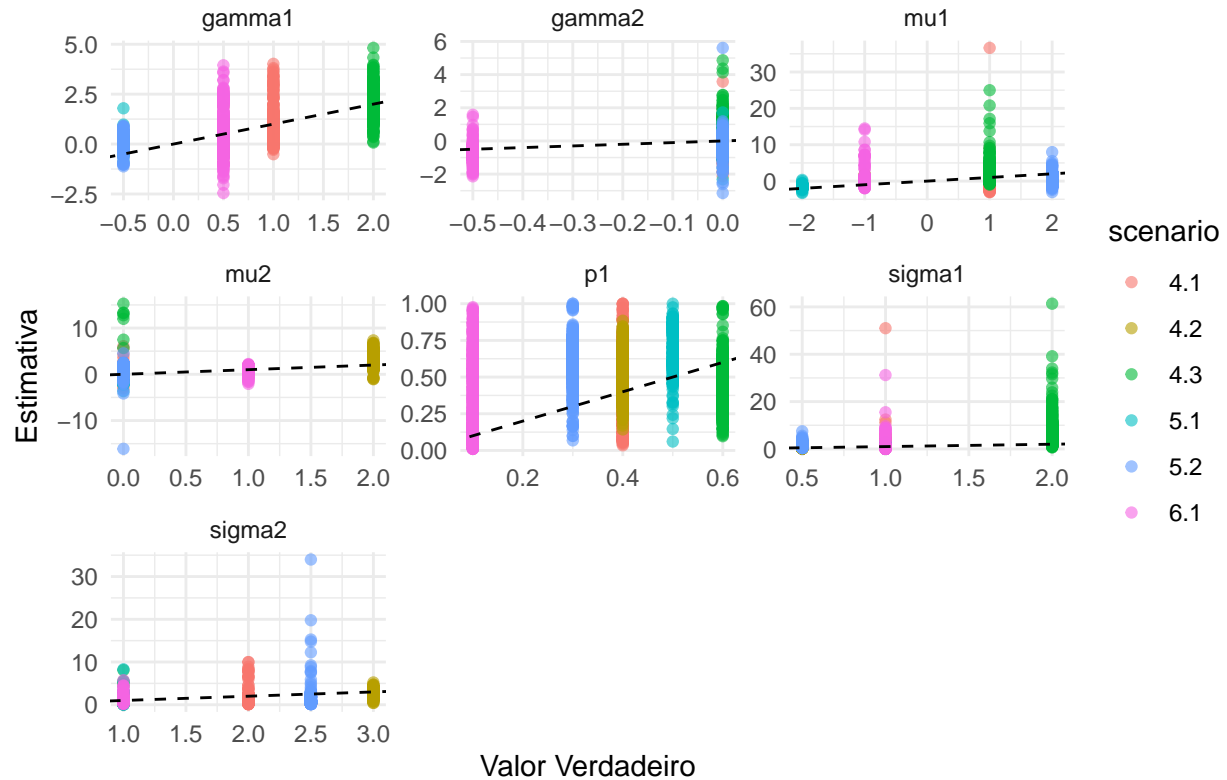 gamma1
gamma2
mu1
5.0
2.5
0.0
−2.5
−0.5 0.0 0.5 1.0 1.5 2.0
6
4
2
0
−2
−0.5 −0.4 −0.3 −0.2 −0.1 0.0
30
20
10
0
−2 −1 0 1 2
mu2
p1
sigma1
10
0
−10
0.0 0.5 1.0 1.5 2.0
1.00
0.75
0.50
0.25
0.00
0.2 0.4 0.6
60
40
20
0
0.5 1.0 1.5 2.0
sigma2
30
20
10
0
1.0 1.5 2.0 2.5 3.0
Estimativa
Valor Verdadeiro
scenario
4.1
4.2
4.3
5.1
5.2
6.1